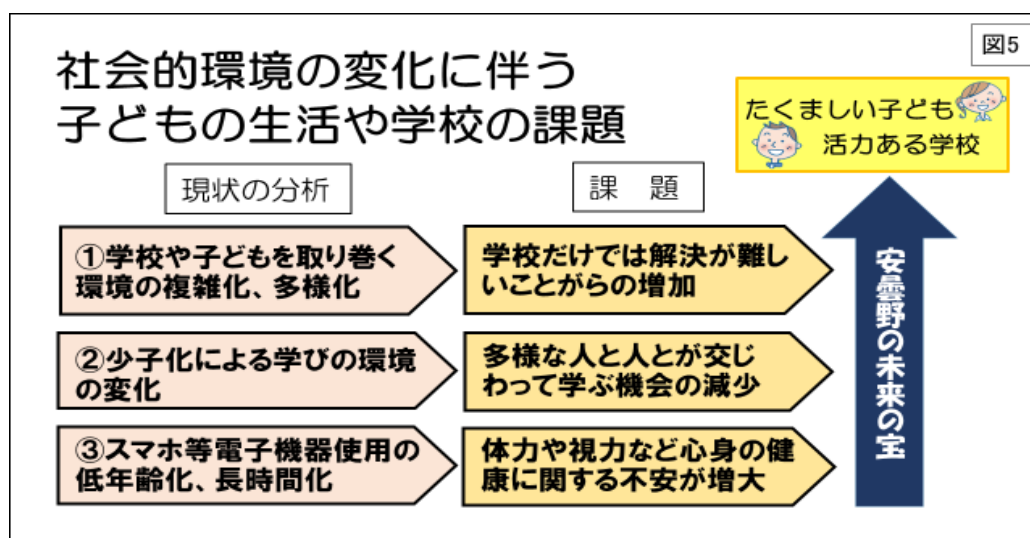 図5
社会的環境の変化に伴う
子どもの生活や学校の課題
たくましい子ども
活力ある学校
現状の分析
課 題
①学校や子どもを取り巻く
環境の複雑化、多様化
学校だけでは解決が難し
いことがらの増加
②少子化による学びの環境
の変化
多様な人と人とが交じ
わって学ぶ機会の減少
③スマホ等電子機器使用の
低年齢化、長時間化
体力や視力など心身の健
康に関する不安が増大
安曇野の未来の宝